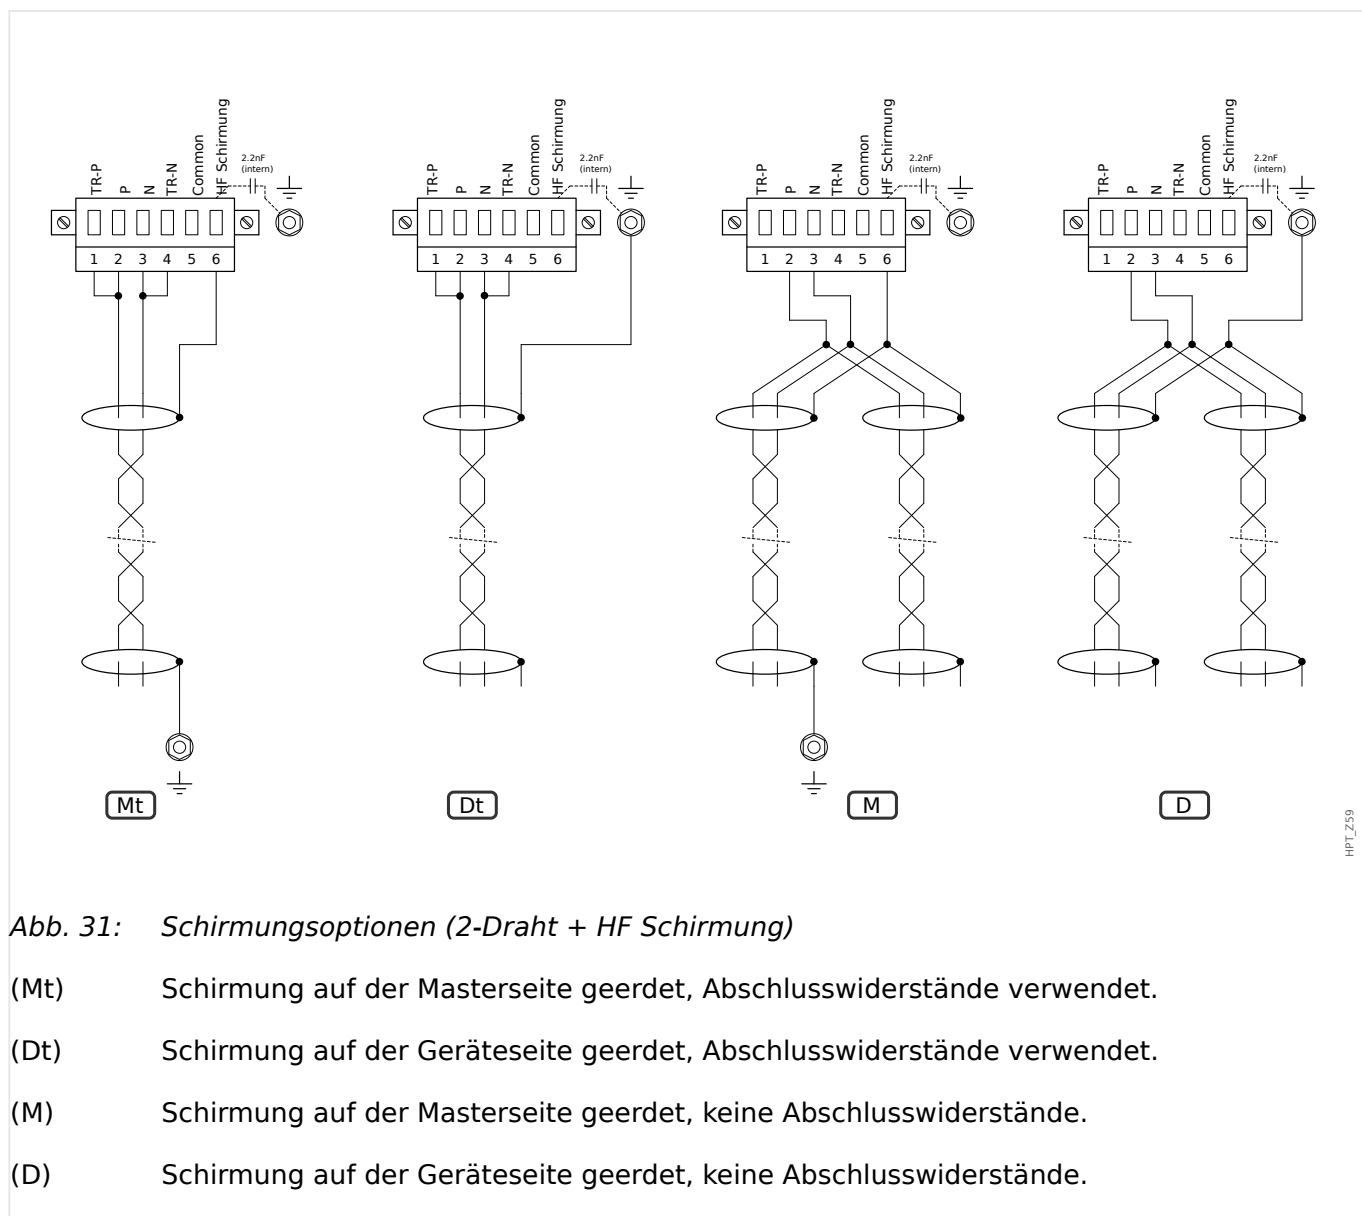 TR-P P N TR-N Common HF Schirmung 2.2nF (intern)
1 2 3 4 5 6
TR-P P N TR-N Common HF Schirmung 2.2nF (intern)
1 2 3 4 5 6
TR-P P N TR-N Common HF Schirmung 2.2nF (intern)
1 2 3 4 5 6
TR-P P N TR-N Common HF Schirmung 2.2nF (intern)
1 2 3 4 5 6
Mt
Dt
M
D
HPT_Z59
Abb. 31: Schirmungsoptionen (2-Draht + HF Schirmung)
(Mt) Schirmung auf der Masterseite geerdet, Abschlusswiderstände verwendet.
(Dt) Schirmung auf der Geräteseite geerdet, Abschlusswiderstände verwendet.
(M) Schirmung auf der Masterseite geerdet, keine Abschlusswiderstände.
(D) Schirmung auf der Geräteseite geerdet, keine Abschlusswiderstände.